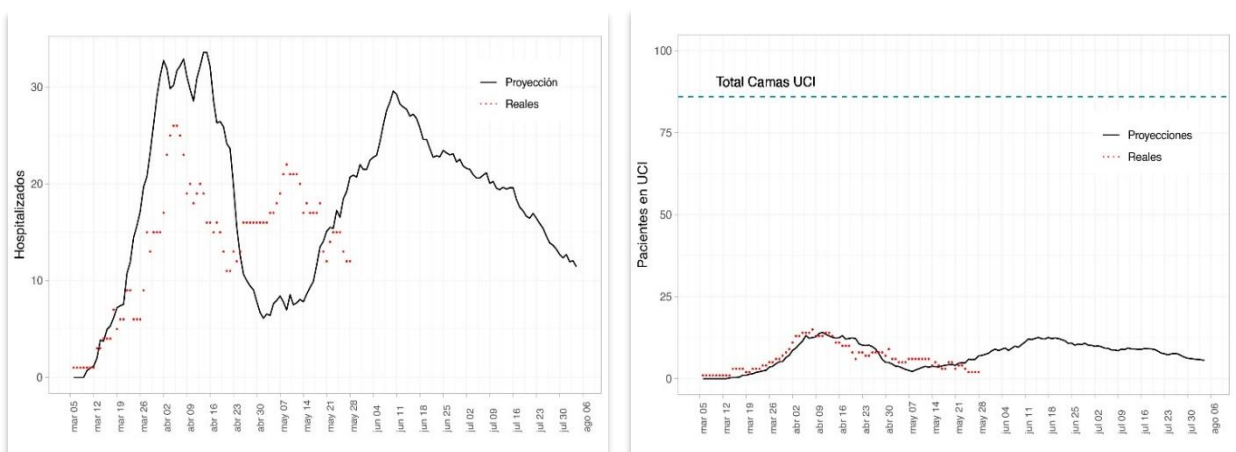 30
20
10
0
Hospitalizados
Proyección
Reales
mar 05
mar 12
mar 19
mar 26
abr 02
abr 09
abr 16
abr 23
abr 30
may 07
may 14
may 21
may 28
jun 04
jun 11
jun 18
jun 25
jul 02
jul 09
jul 16
jul 23
jul 30
ago 06
100
75
50
25
0
Pacientes en UCI
Total Camas UCI
Proyecciones
Reales
mar 05
mar 12
mar 19
mar 26
abr 02
abr 09
abr 16
abr 23
abr 30
may 07
may 14
may 21
may 28
jun 04
jun 11
jun 18
jun 25
jul 02
jul 09
jul 16
jul 23
jul 30
ago 06